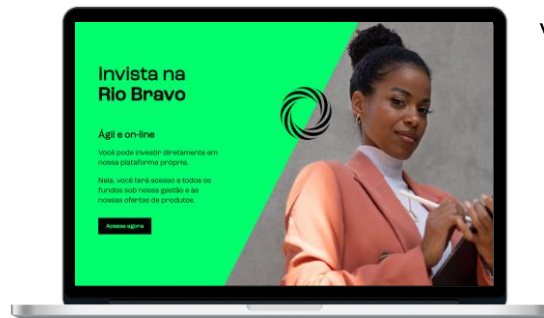 Invista na
Rio Bravo
Ágil e on-line
Você pode investir diretamente em
nossa plataforma própria.
Nela, você terá acesso a todos os
fundos sob nossa gestão e às
nossas ofertas de produtos.
Acesse agora